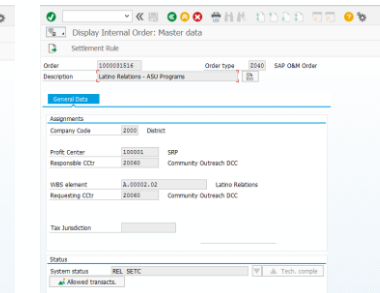 Display Internal Order: Master data
Settlement Rule
Order 1000001516 Order type Z040 SAP O&M Order
Description Latino Relations - ASU Programs
General Data
Assignments
Company Code 2000 District
Profit Center 100001 SRP
Responsible CCtr 20060 Community Outreach DCC
WBS element A.00002.02 Latino Relations
Requesting CCtr 20060 Community Outreach DCC
Tax Jurisdiction
Status
System status REL SETC Tech. comple
Allowed transacts.